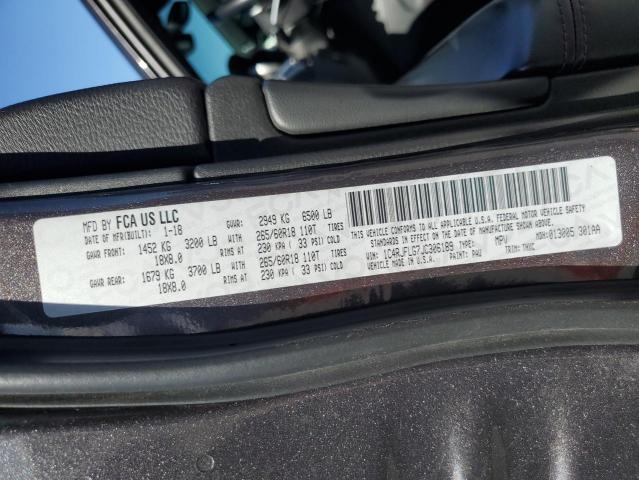 MFD BY FCA US LLC
DATE OF MFR(BUILT): 1-18 GVWR: 2949 KG 6500 LB
GAWR FRONT: 1452 KG 3200 LB 265/60R18 110T TIRES
18X8.0 RIMS AT 230 KPA ( 33 PSI) COLD
GAWR REAR: 1679 KG 3700 LB 265/60R18 110T TIRES
18X8.0 RIMS AT 230 KPA ( 33 PSI) COLD
THIS VEHICLE CONFORMS TO ALL APPLICABLE U.S.A. FEDERAL MOTOR VEHICLE SAFETY
STANDARDS IN EFFECT ON THE DATE OF MANUFACTURE SHOWN ABOVE.
VIN: TYPE: MPV MDH:013005 301AA
VEHICLE MADE IN U.S.A. PAINT: PAU TRIM: TXXC